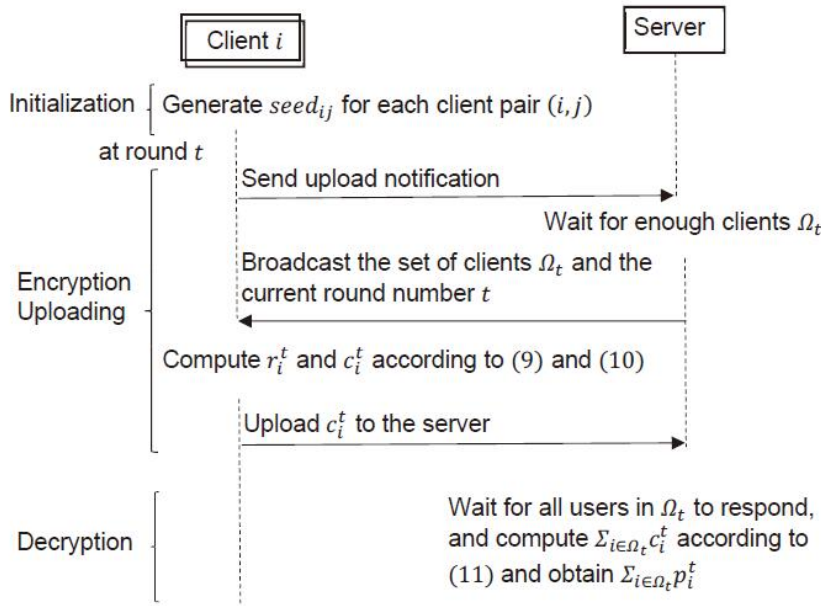 Client i
Server
Initialization
Generate seed_{ij} for each client pair (i, j)
at round t
Send upload notification
Wait for enough clients Ω_t
Encryption
Uploading
Broadcast the set of clients Ω_t and the
current round number t
Compute r_i^t and c_i^t according to (9) and (10)
Upload c_i^t to the server
Decryption
Wait for all users in Ω_t to respond,
and compute Σ_{i∈Ω_t} c_i^t according to
(11) and obtain Σ_{i∈Ω_t} p_i^t